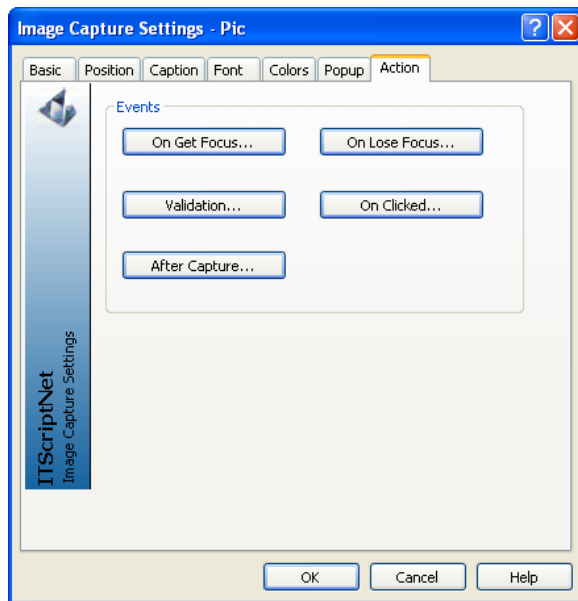 Image Capture Settings - Pic
Basic Position Caption Font Colors Popup Action
Events
On Get Focus... On Lose Focus...
Validation... On Clicked...
After Capture...
ITScriptNet
Image Capture Settings
OK Cancel Help